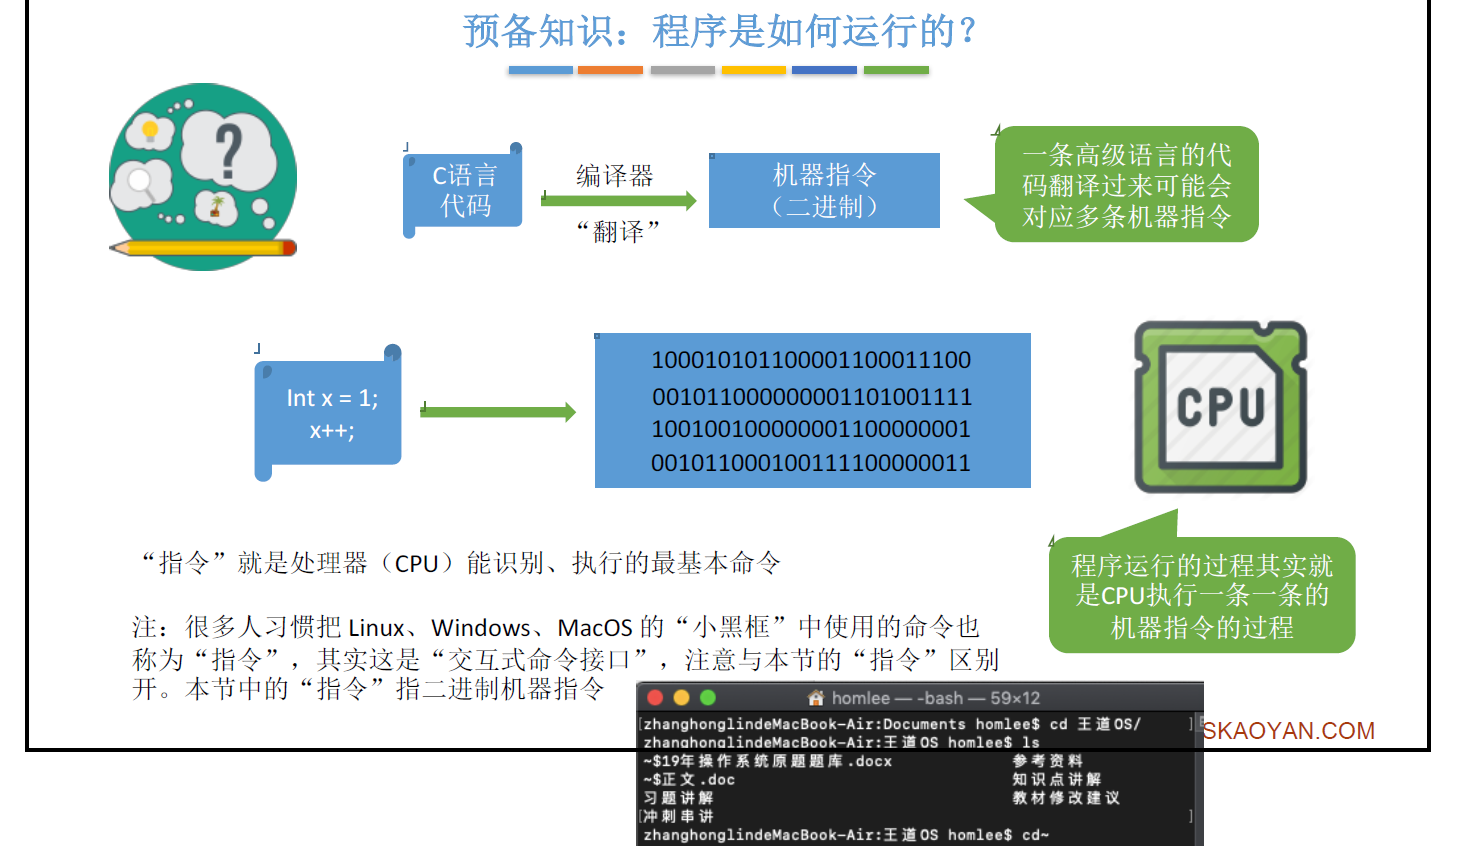 预备知识：程序是如何运行的？
C语言
代码
编译器
“翻译”
机器指令
（二进制）
一条高级语言的代
码翻译过来可能会
对应多条机器指令
Int x = 1;
x++;
100010101100001100011100
0010110000000001101001111
1001001000000001100000001
0010110001001111100000011
CPU
“指令”就是处理器（CPU）能识别、执行的最基本命令
程序运行的过程其实就
是CPU执行一条一条的
机器指令的过程
注：很多人习惯把 Linux、Windows、MacOS 的“小黑框”中使用的命令也
称为“指令”，其实这是“交互式命令接口”，注意与本节的“指令”区别
开。本节中的“指令”指二进制机器指令
homlee — -bash — 59×12
[zhanghonglindeMacBook-Air:Documents homlee$ cd 王道OS/ ]
zhanghonglindeMacBook-Air:王道OS homlee$ ls
~$19年操作系统原题题库.docx 参考资料
~$正文.doc 知识点讲解
习题讲解 教材修改建议
[冲刺串讲 ]
zhanghonglindeMacBook-Air:王道OS homlee$ cd~
SKAOYAN.COM